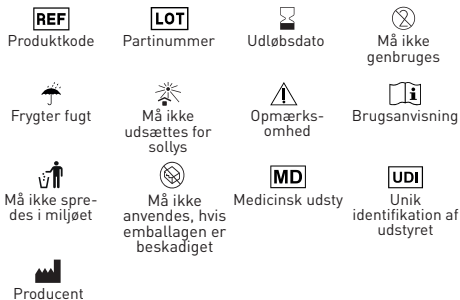 REF
LOT
Produktkode
Partinummer
Udløbsdato
Må ikke
genbruges
Frygter fugt
Må ikke
udsættes for
sollys
Opmærks-
omhed
Brugsanvisning
Må ikke spre-
des i miljøet
Må ikke
anvendes, hvis
emballagen er
beskadiget
MD
Medicinsk udsty
UDI
Unik
identifikation af
udstyret
Producent